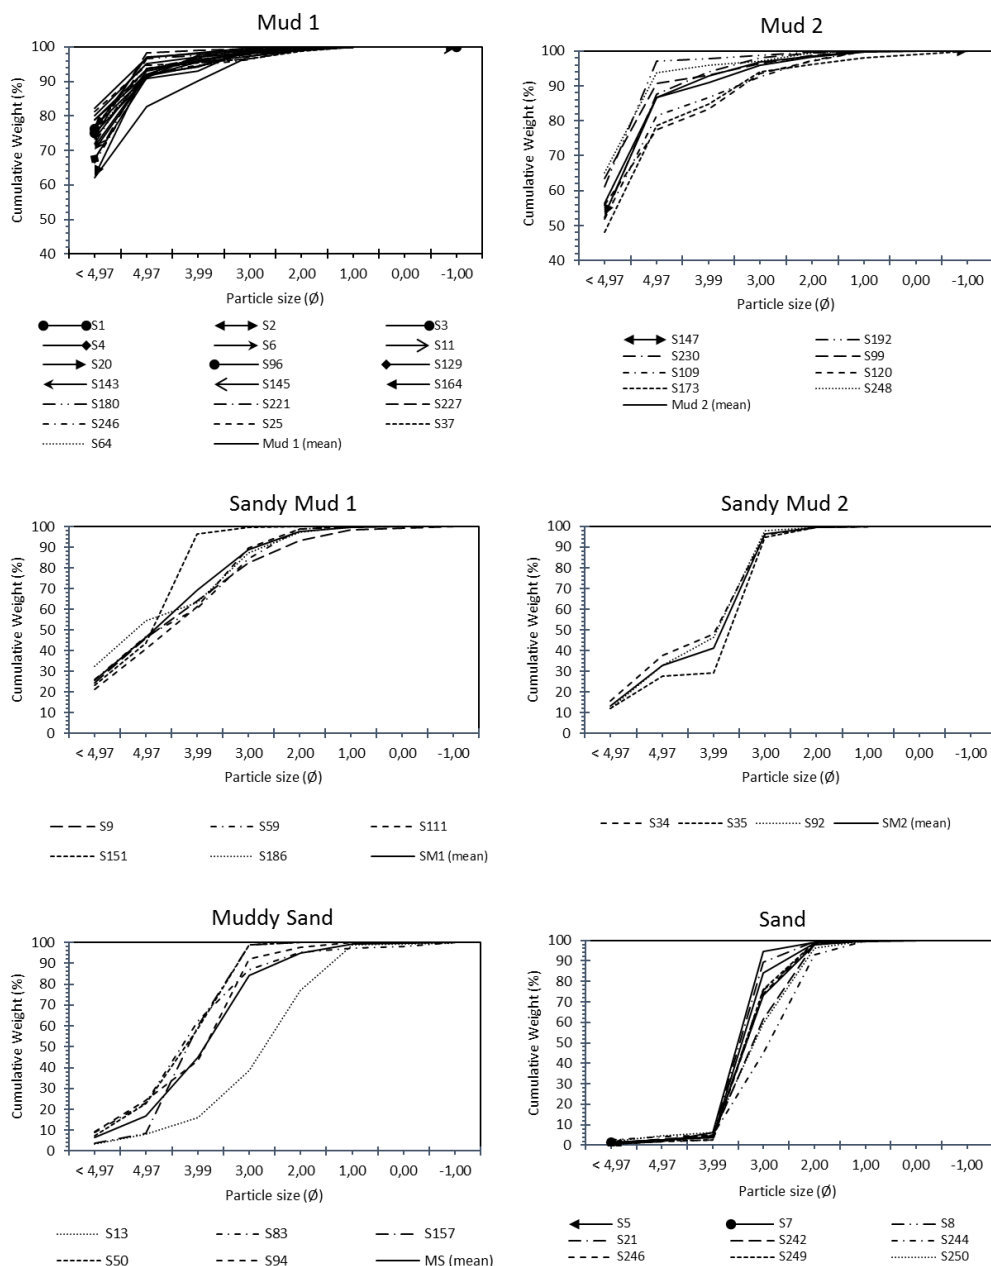 Mud 1
Cumulative Weight (%)
100
90
80
70
60
50
40
< 4,97 4,97 3,99 3,00 2,00 1,00 0,00 -1,00
Particle size (Ø)
S1 S2 S3
S4 S6 S11
S20 S96 S129
S143 S145 S164
S180 S221 S227
S246 S25 S37
S64 Mud 1 (mean)
Mud 2
Cumulative Weight (%)
100
90
80
70
60
50
40
< 4,97 4,97 3,99 3,00 2,00 1,00 0,00 -1,00
Particle size (Ø)
S147 S192
S230 S99
S109 S120
S173 S248
Mud 2 (mean)
Sandy Mud 1
Cumulative Weight (%)
100
90
80
70
60
50
40
30
20
10
0
< 4,97 4,97 3,99 3,00 2,00 1,00 0,00 -1,00
Particle size (Ø)
S9 S59 S111
S151 S186 SM1 (mean)
Sandy Mud 2
Cumulative Weight (%)
100
90
80
70
60
50
40
30
20
10
0
< 4,97 4,97 3,99 3,00 2,00 1,00 0,00 -1,00
Particle size (Ø)
S34 S35 S92 SM2 (mean)
Muddy Sand
Cumulative Weight (%)
100
90
80
70
60
50
40
30
20
10
0
< 4,97 4,97 3,99 3,00 2,00 1,00 0,00 -1,00
Particle size (Ø)
S13 S83 S157
S50 S94 MS (mean)
Sand
Cumulative Weight (%)
100
90
80
70
60
50
40
30
20
10
0
< 4,97 4,97 3,99 3,00 2,00 1,00 0,00 -1,00
Particle size (Ø)
S5 S7 S8
S21 S242 S244
S246 S249 S250